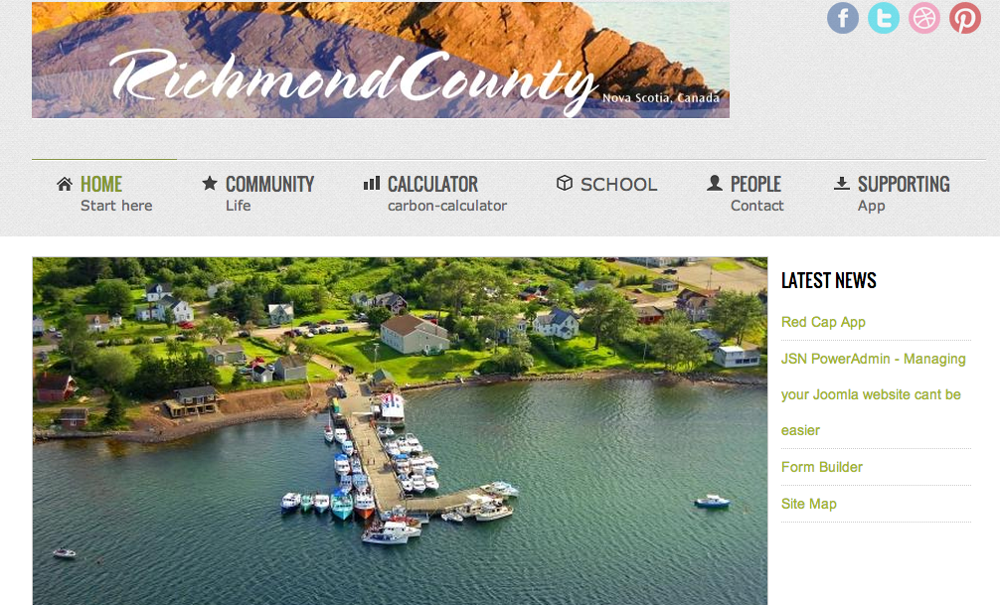 RichmondCounty
Nova Scotia, Canada
HOME
Start here
COMMUNITY
Life
CALCULATOR
carbon-calculator
SCHOOL
PEOPLE
Contact
SUPPORTING
App
LATEST NEWS
Red Cap App
JSN PowerAdmin - Managing
your Joomla website cant be
easier
Form Builder
Site Map